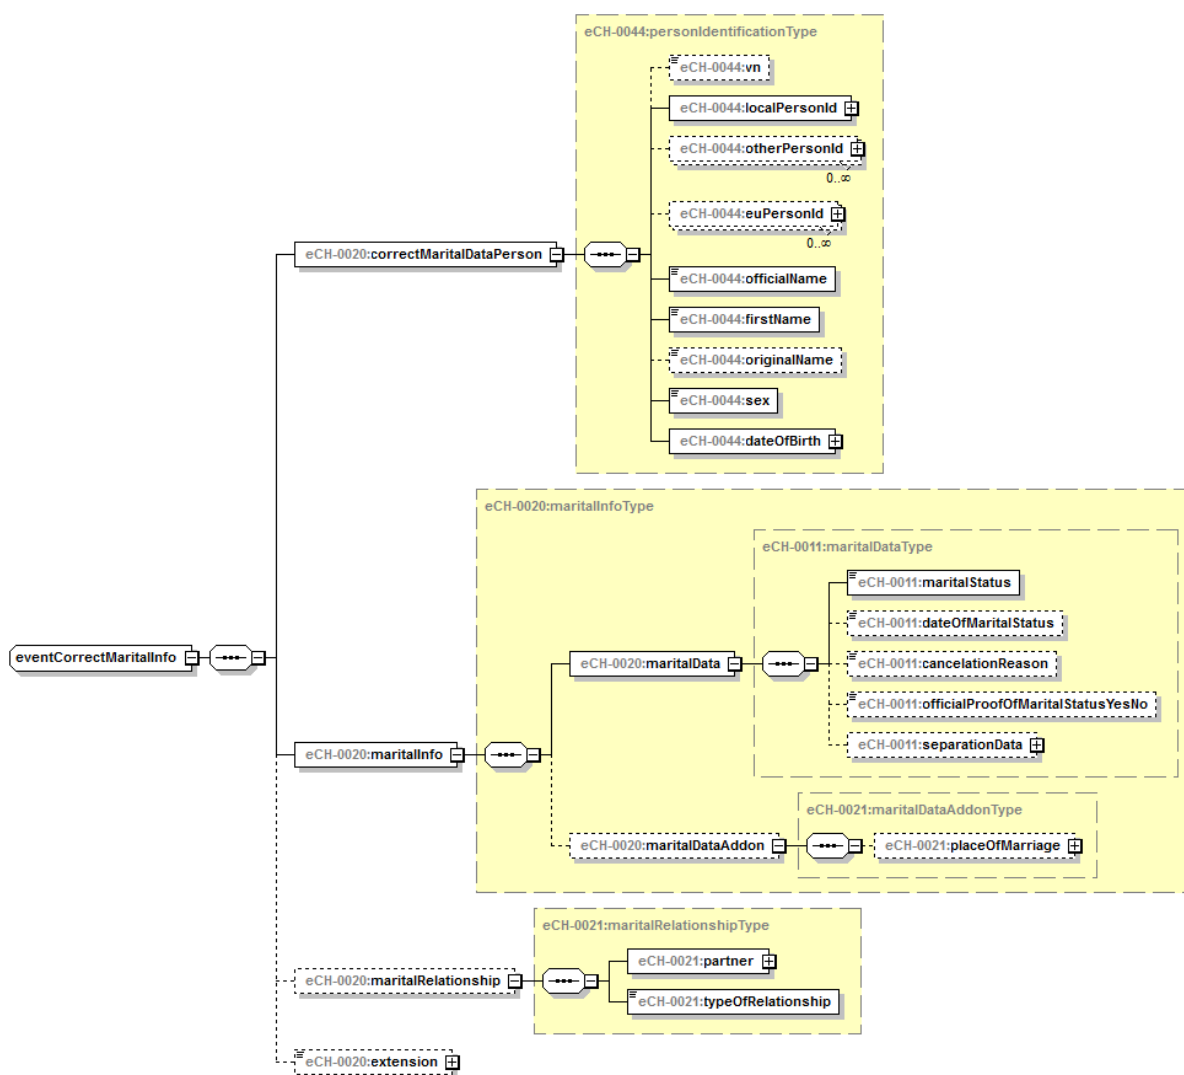 eCH-0044:personIdentificationType
eCH-0044:vn
eCH-0044:localPersonId
eCH-0044:otherPersonId
0..∞
eCH-0044:euPersonId
0..∞
eCH-0020:correctMaritalDataPerson
eCH-0044:officialName
eCH-0044:firstName
eCH-0044:originalName
eCH-0044:sex
eCH-0044:dateOfBirth
eCH-0020:maritalInfoType
eCH-0011:maritalDataType
eCH-0011:maritalStatus
eCH-0011:dateOfMaritalStatus
eventCorrectMaritalInfo
eCH-0020:maritalData
eCH-0011:cancelationReason
eCH-0011:officialProofOfMaritalStatusYesNo
eCH-0020:maritalInfo
eCH-0011:separationData
eCH-0021:maritalDataAddonType
eCH-0020:maritalDataAddon
eCH-0021:placeOfMarriage
eCH-0021:maritalRelationshipType
eCH-0021:partner
eCH-0020:maritalRelationship
eCH-0021:typeOfRelationship
eCH-0020:extension